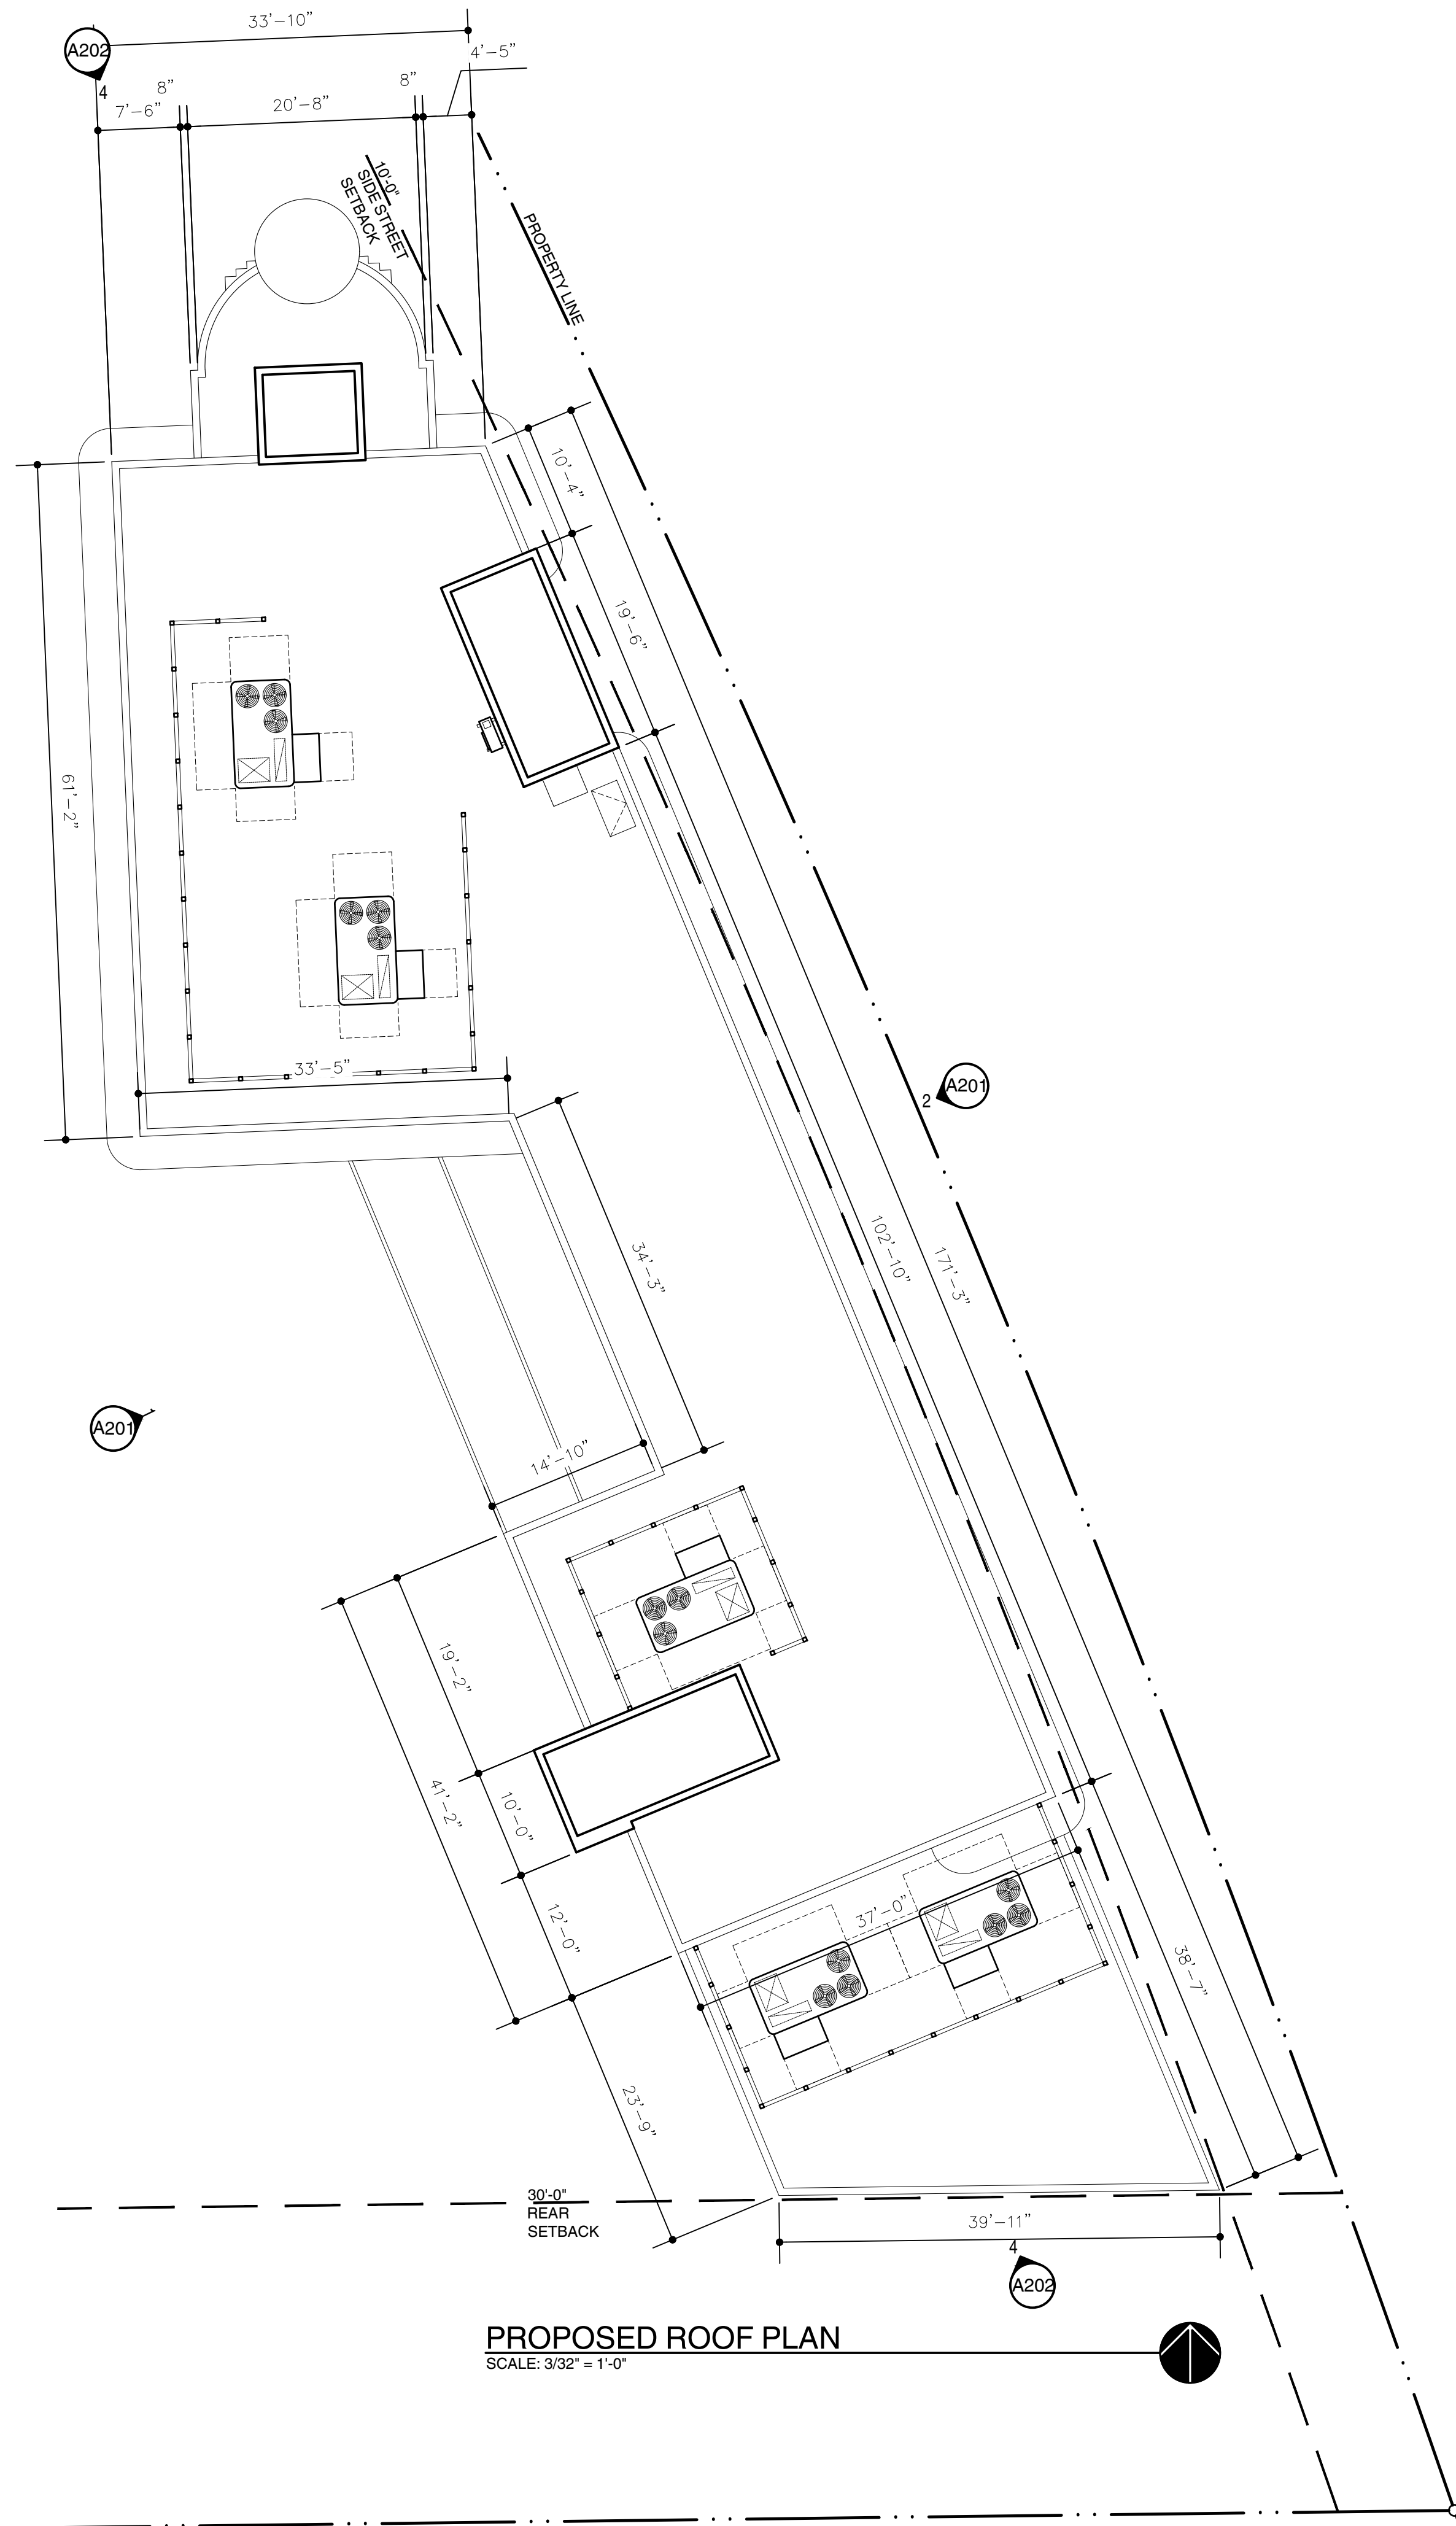 33'-10"
A202
4
4'-5"
8"
8"
7'-6"
20'-8"
10'-0"
SIDE STREET
SETBACK
PROPERTY LINE
10'-4"
19'-6"
61'-2"
33'-5"
A201
2
34'-3"
102'-10"
171'-3"
A201
1
14'-10"
19'-2"
41'-2"
10'-0"
12'-0"
37'-0"
38'-7"
23'-9"
30'-0"
REAR
SETBACK
39'-11"
4
A202
PROPOSED ROOF PLAN
SCALE: 3/32" = 1'-0"